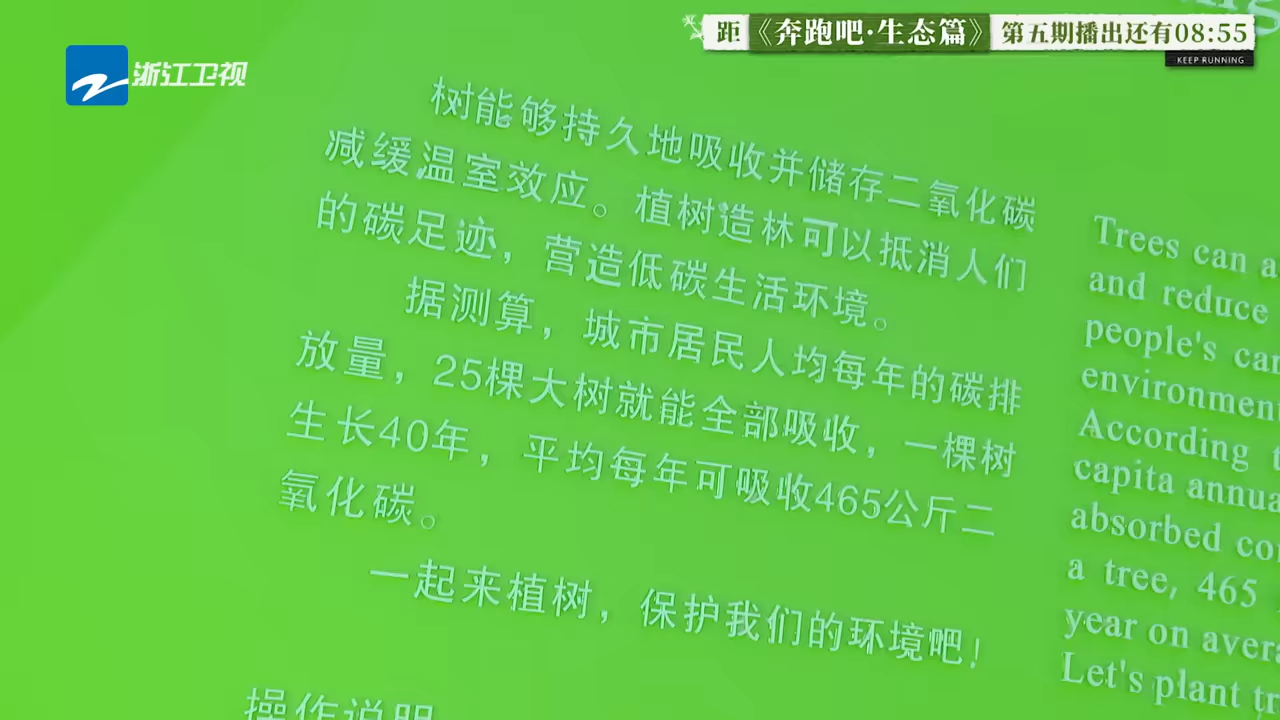 距《奔跑吧·生态篇》第五期播出还有08:55
KEEP RUNNING
浙江卫视
树能够持久地吸收并储存二氧化碳
减缓温室效应。植树造林可以抵消人们
的碳足迹，营造低碳生活环境。
据测算，城市居民人均每年的碳排
放量，25棵大树就能全部吸收，一棵树
生长40年，平均每年可吸收465公斤二
氧化碳。
一起来植树，保护我们的环境吧！
操作说明
Trees can a
and reduce
people's car
environmen
According t
capita annua
absorbed co
a tree, 465
year on avera
Let's plant tr